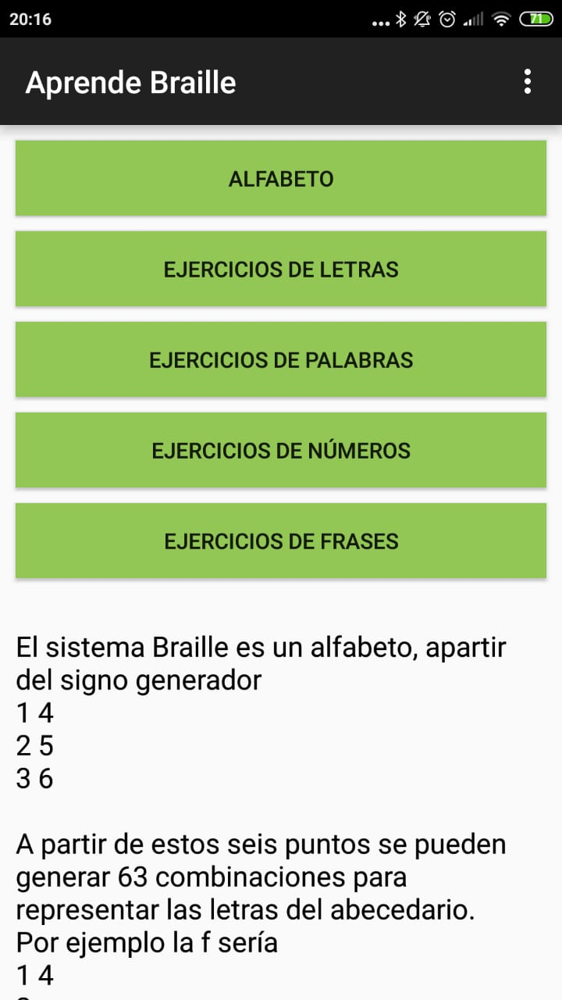 20:16
71
Aprende Braille
ALFABETO
EJERCICIOS DE LETRAS
EJERCICIOS DE PALABRAS
EJERCICIOS DE NÚMEROS
EJERCICIOS DE FRASES
El sistema Braille es un alfabeto, apartir
del signo generador
1 4
2 5
3 6
A partir de estos seis puntos se pueden
generar 63 combinaciones para
representar las letras del abecedario.
Por ejemplo la f sería
1 4